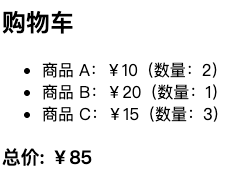 购物车
商品 A：￥10（数量：2）
商品 B：￥20（数量：1）
商品 C：￥15（数量：3）
总价: ￥85